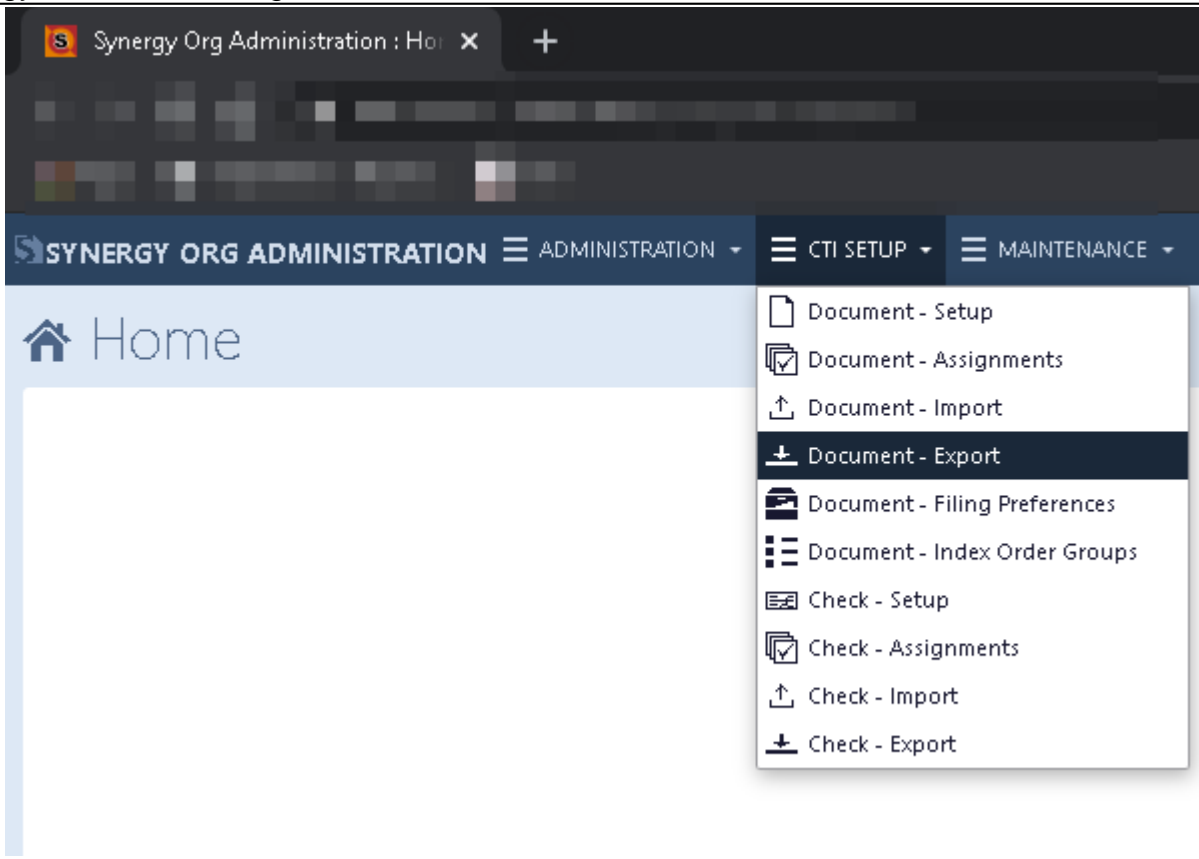 Synergy Org Administration : Ho
SYNERGY ORG ADMINISTRATION ADMINISTRATION CTI SETUP MAINTENANCE
Home
Document - Setup
Document - Assignments
Document - Import
Document - Export
Document - Filing Preferences
Document - Index Order Groups
Check - Setup
Check - Assignments
Check - Import
Check - Export